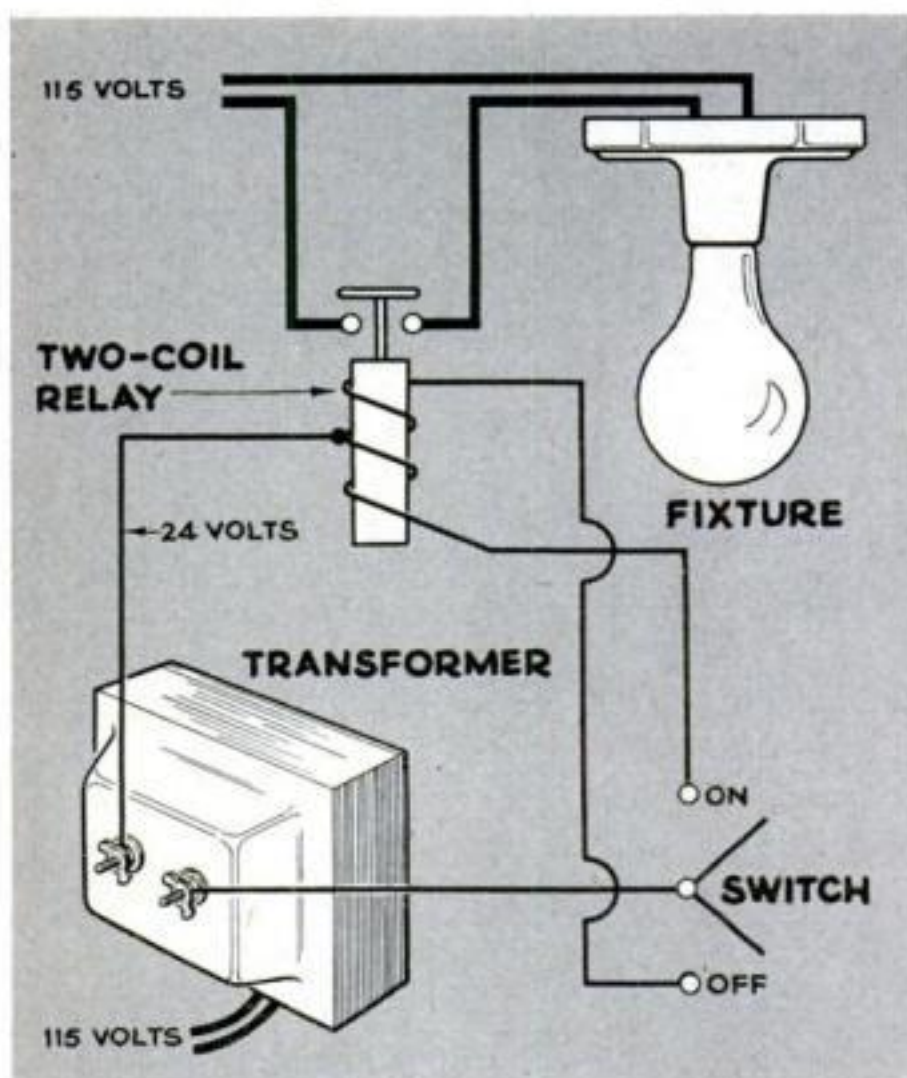 115 VOLTS
TWO-COIL
RELAY
24 VOLTS
FIXTURE
TRANSFORMER
ON
SWITCH
OFF
115 VOLTS